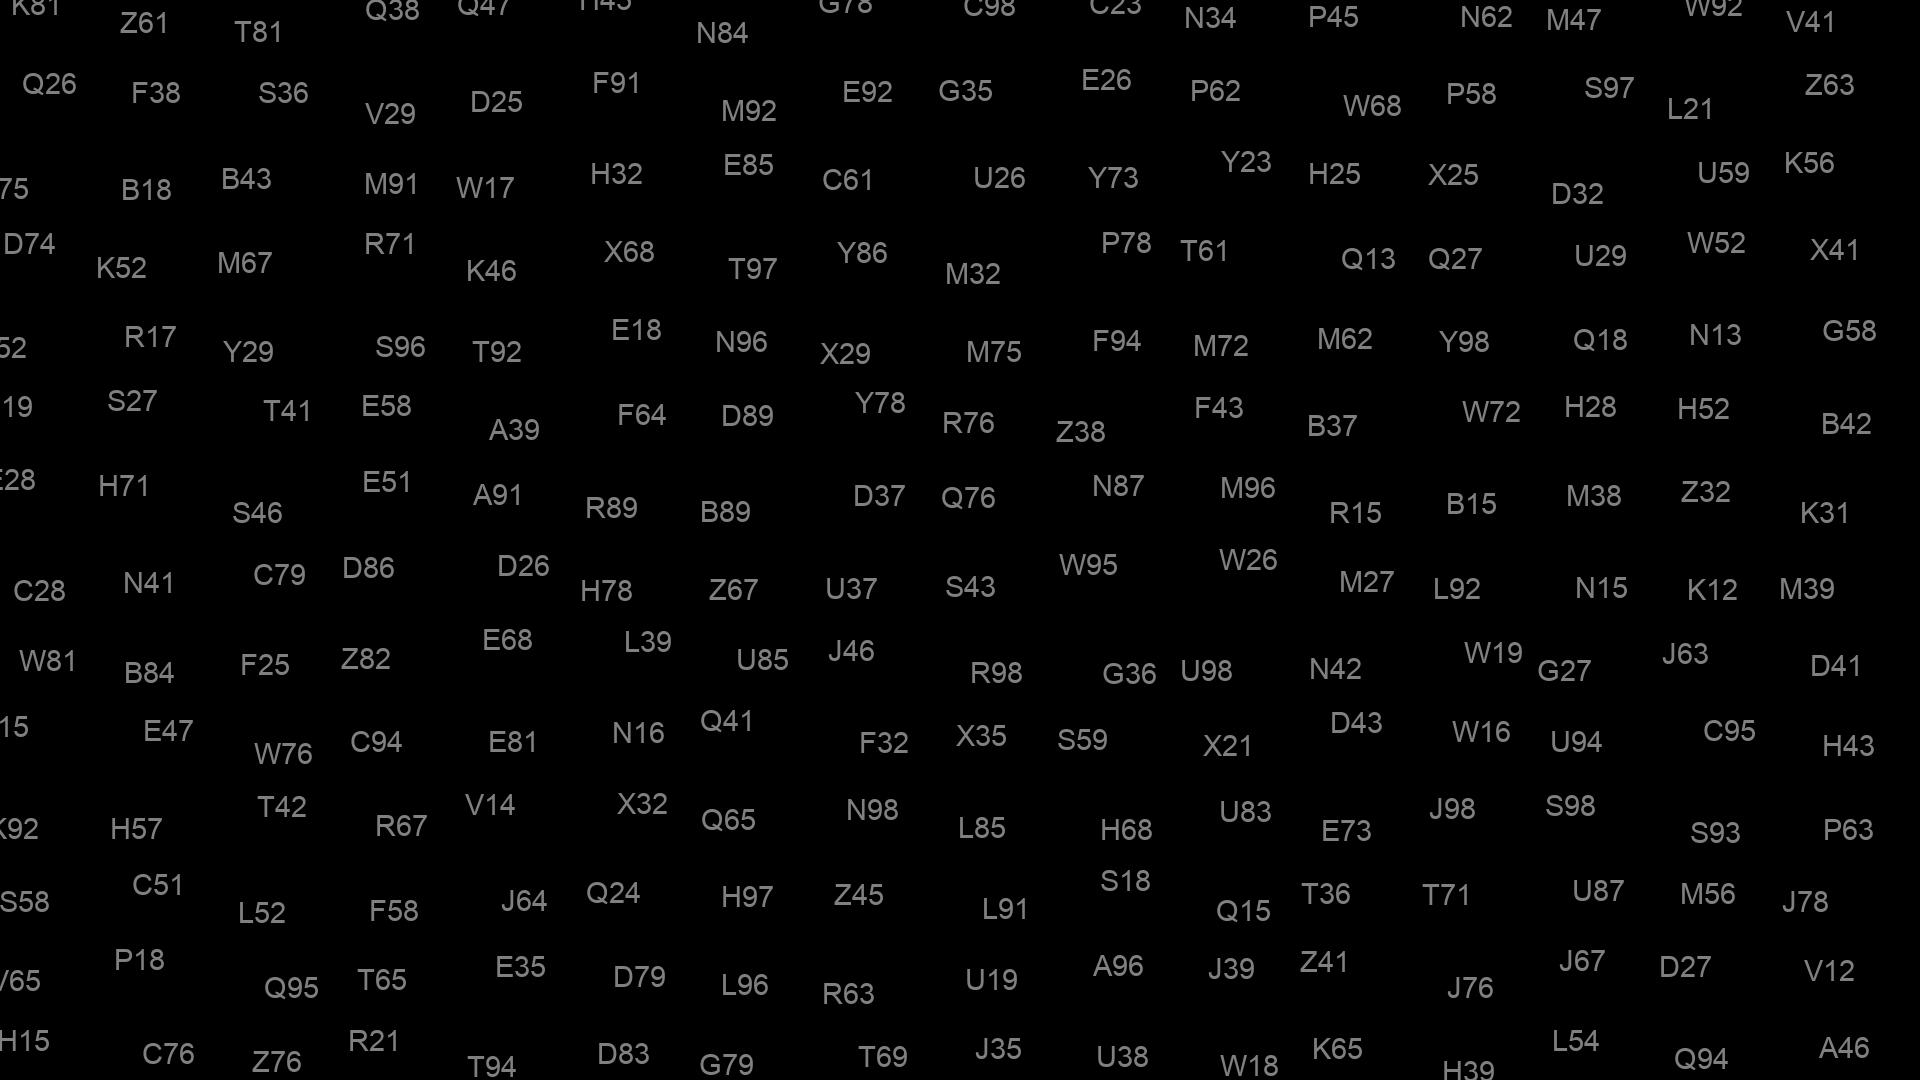 K81 Z61 T81 Q38 Q47 H45 N84 G78 C98 C23 N34 P45 N62 M47 W92 V41
Q26 F38 S36 V29 D25 F91 M92 E92 G35 E26 P62 W68 P58 S97 L21 Z63
75 B18 B43 M91 W17 H32 E85 C61 U26 Y73 Y23 H25 X25 D32 U59 K56
D74 K52 M67 R71 K46 X68 T97 Y86 M32 P78 T61 Q13 Q27 U29 W52 X41
52 R17 Y29 S96 T92 E18 N96 X29 M75 F94 M72 M62 Y98 Q18 N13 G58
19 S27 T41 E58 A39 F64 D89 Y78 R76 Z38 F43 B37 W72 H28 H52 B42
E28 H71 S46 E51 A91 R89 B89 D37 Q76 N87 M96 R15 B15 M38 Z32 K31
C28 N41 C79 D86 D26 H78 Z67 U37 S43 W95 W26 M27 L92 N15 K12 M39
W81 B84 F25 Z82 E68 L39 U85 J46 R98 G36 U98 N42 W19 G27 J63 D41
15 E47 W76 C94 E81 N16 Q41 F32 X35 S59 X21 D43 W16 U94 C95 H43
K92 H57 T42 R67 V14 X32 Q65 N98 L85 H68 U83 E73 J98 S98 S93 P63
S58 C51 L52 F58 J64 Q24 H97 Z45 L91 S18 Q15 T36 T71 U87 M56 J78
V65 P18 Q95 T65 E35 D79 L96 R63 U19 A96 J39 Z41 J76 J67 D27 V12
H15 C76 Z76 R21 T94 D83 G79 T69 J35 U38 W18 K65 H39 L54 Q94 A46